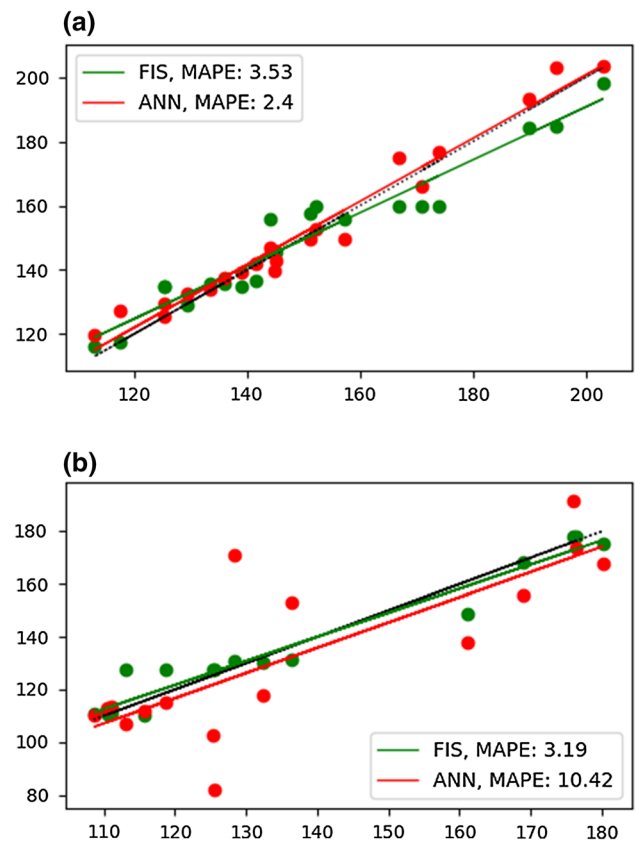 (a)
FIS, MAPE: 3.53
ANN, MAPE: 2.4
200
180
160
140
120
120 140 160 180 200
(b)
180
160
140
120
100
80
FIS, MAPE: 3.19
ANN, MAPE: 10.42
110 120 130 140 150 160 170 180